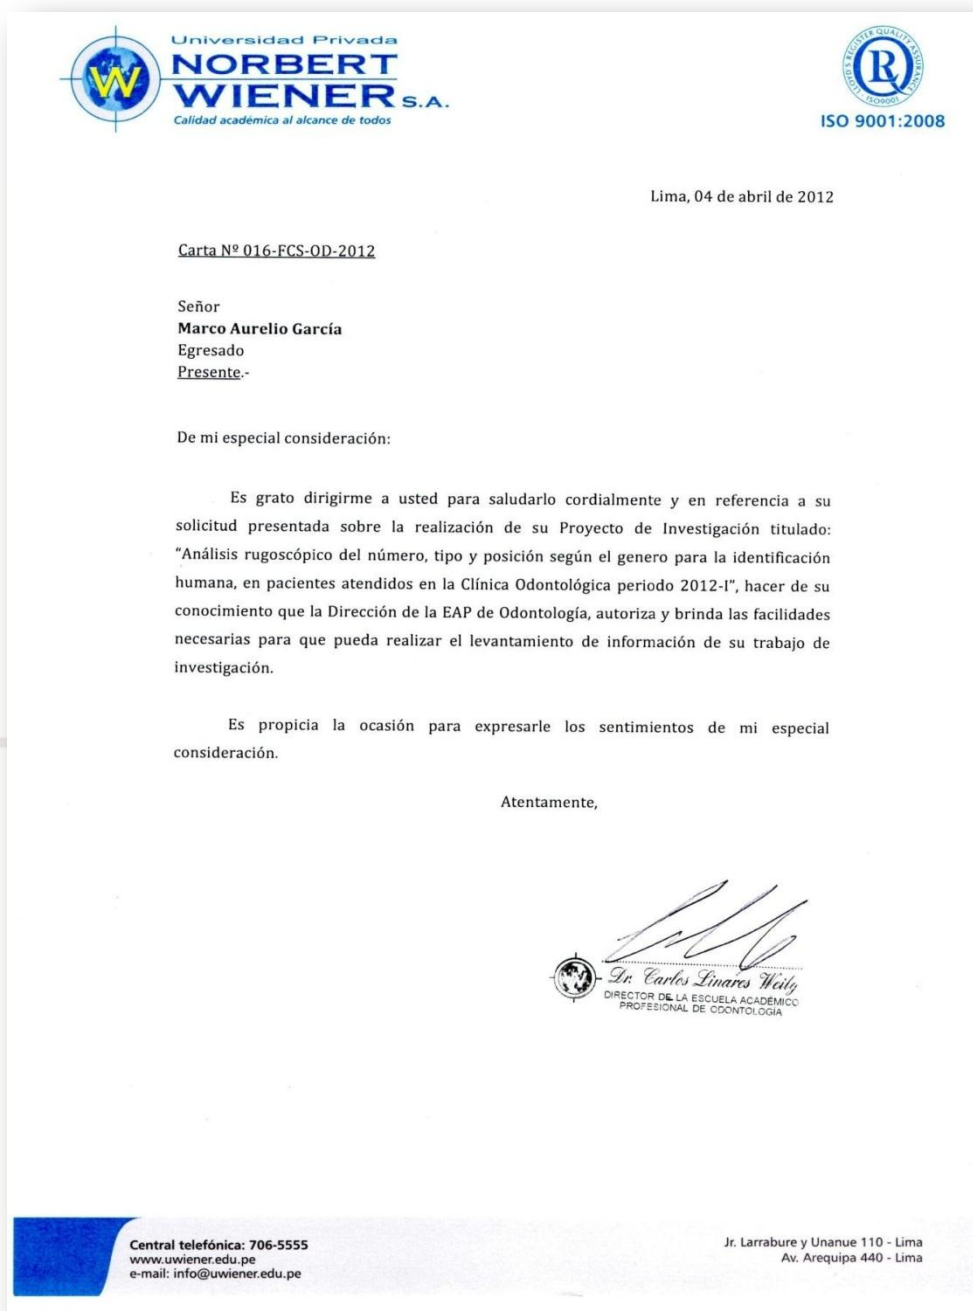 Universidad Privada
NORBERT
WIENER S.A.
Calidad académica al alcance de todos
W
LLOYD'S REGISTER QUALITY ASSURANCE
LRQ
ISO9001
ISO 9001:2008
Lima, 04 de abril de 2012
Carta Nº 016-FCS-OD-2012
Señor
Marco Aurelio García
Egresado
Presente.-
De mi especial consideración:
Es grato dirigirme a usted para saludarlo cordialmente y en referencia a su
solicitud presentada sobre la realización de su Proyecto de Investigación titulado:
“Análisis rugoscópico del número, tipo y posición según el genero para la identificación
humana, en pacientes atendidos en la Clínica Odontológica periodo 2012-I”, hacer de su
conocimiento que la Dirección de la EAP de Odontología, autoriza y brinda las facilidades
necesarias para que pueda realizar el levantamiento de información de su trabajo de
investigación.
Es propicia la ocasión para expresarle los sentimientos de mi especial
consideración.
Atentamente,
Dr. Carlos Linares Weilg
DIRECTOR DE LA ESCUELA ACADÉMICO
PROFESIONAL DE ODONTOLOGIA
Central telefónica: 706-5555
www.uwiener.edu.pe
e-mail: info@uwiener.edu.pe
Jr. Larrabure y Unanue 110 - Lima
Av. Arequipa 440 - Lima